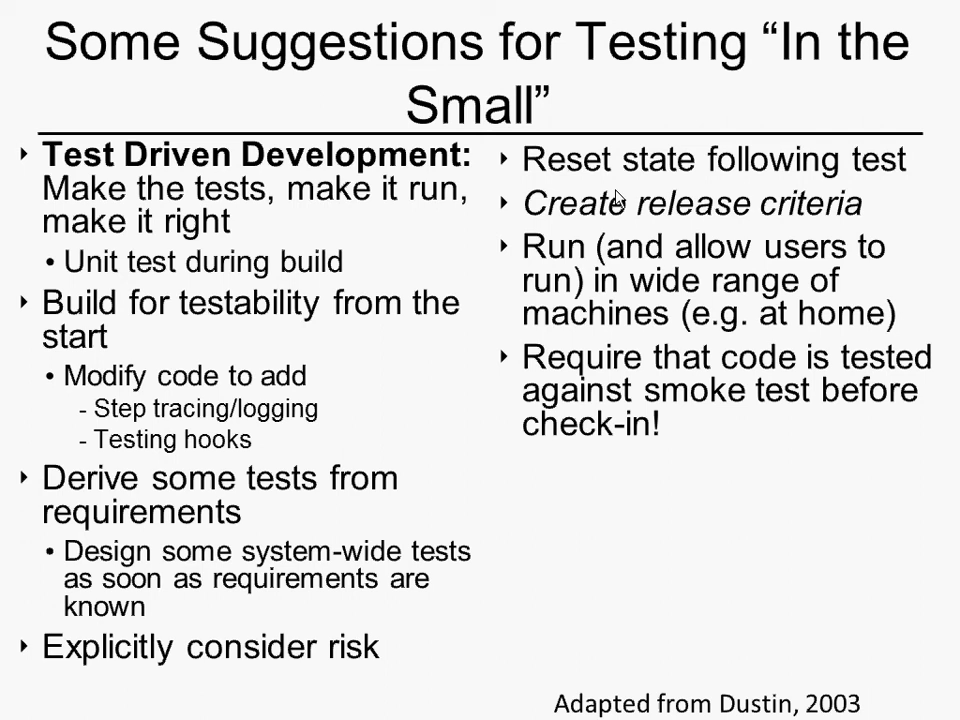 Some Suggestions for Testing “In the
Small”
‣ Test Driven Development:
Make the tests, make it run,
make it right
• Unit test during build
‣ Build for testability from the
start
• Modify code to add
- Step tracing/logging
- Testing hooks
‣ Derive some tests from
requirements
• Design some system-wide tests
as soon as requirements are
known
‣ Explicitly consider risk
‣ Reset state following test
‣ Create release criteria
‣ Run (and allow users to
run) in wide range of
machines (e.g. at home)
‣ Require that code is tested
against smoke test before
check-in!
Adapted from Dustin, 2003